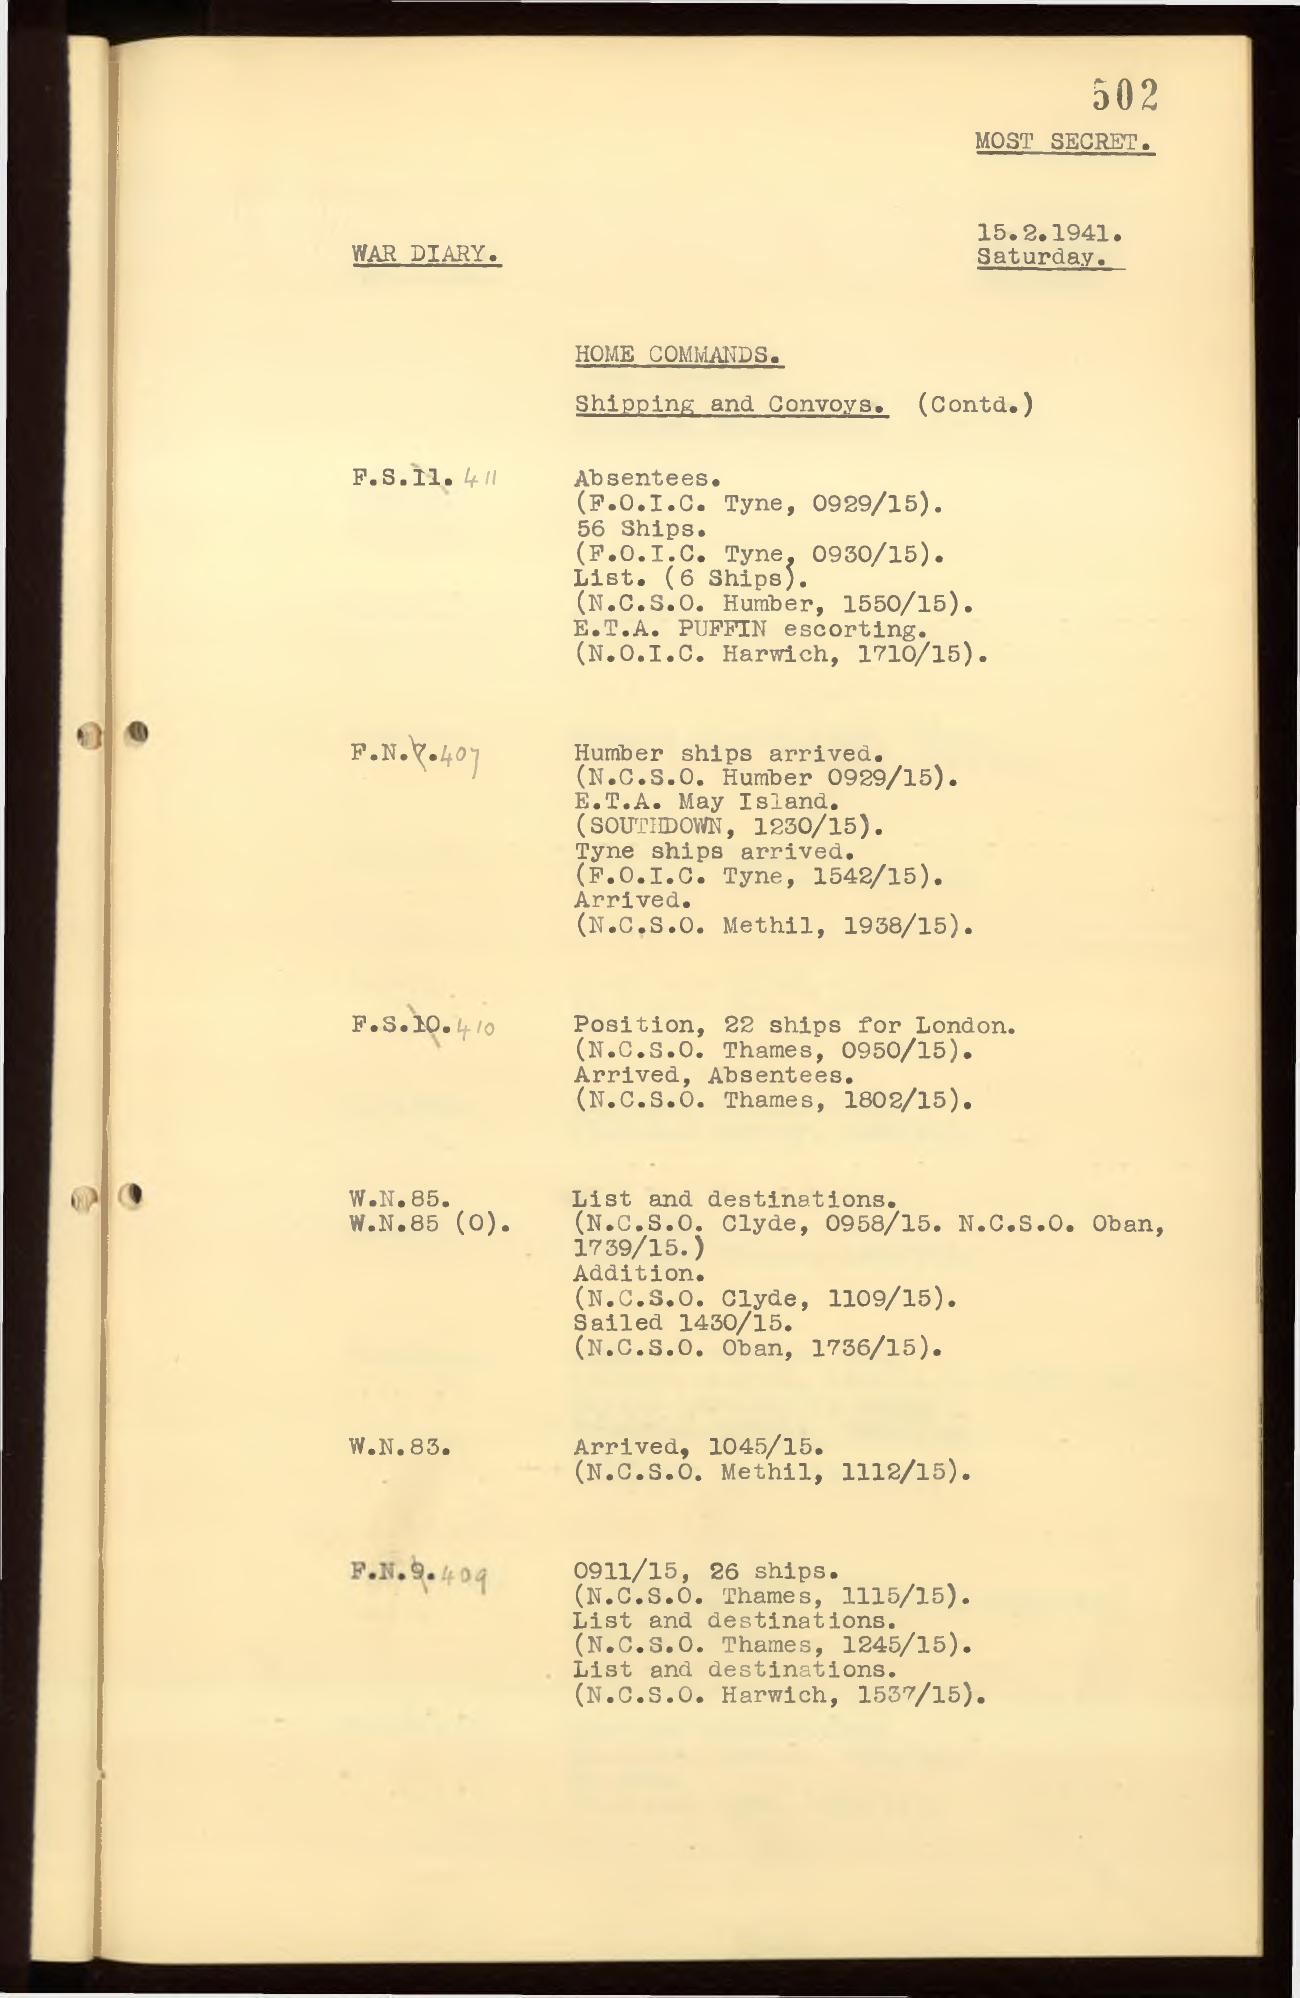 502
MOST SECRET.
15.2.1941.
WAR DIARY.
Saturday.
HOME COMMANDS.
Shipping and Convoys. (Contd.)
F.S.11. 411 Absentees.
(F.O.I.C. Tyne, 0929/15).
56 Ships.
(F.O.I.C. Tyne, 0930/15).
List. (6 Ships).
(N.C.S.O. Humber, 1550/15).
E.T.A. PUFFIN escorting.
(N.O.I.C. Harwich, 1710/15).
F.N.7. 407 Humber ships arrived.
(N.C.S.O. Humber 0929/15).
E.T.A. May Island.
(SOUTHDOWN, 1230/15).
Tyne ships arrived.
(F.O.I.C. Tyne, 1542/15).
Arrived.
(N.C.S.O. Methil, 1938/15).
F.S.10. 410 Position, 22 ships for London.
(N.C.S.O. Thames, 0950/15).
Arrived, Absentees.
(N.C.S.O. Thames, 1802/15).
W.N.85. List and destinations.
W.N.85 (O). (N.C.S.O. Clyde, 0958/15. N.C.S.O. Oban,
1739/15.)
Addition.
(N.C.S.O. Clyde, 1109/15).
Sailed 1430/15.
(N.C.S.O. Oban, 1736/15).
W.N.83. Arrived, 1045/15.
(N.C.S.O. Methil, 1112/15).
F.N.9. 409 0911/15, 26 ships.
(N.C.S.O. Thames, 1115/15).
List and destinations.
(N.C.S.O. Thames, 1245/15).
List and destinations.
(N.C.S.O. Harwich, 1537/15).